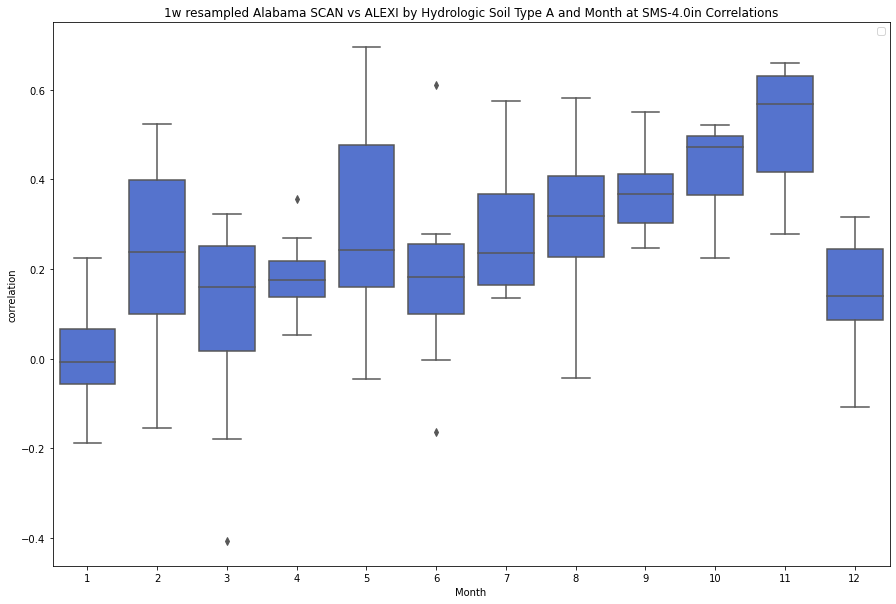 1w resampled Alabama SCAN vs ALEXI by Hydrologic Soil Type A and Month at SMS-4.0in Correlations
0.6
0.4
0.2
0.0
−0.2
−0.4
correlation
1 2 3 4 5 6 7 8 9 10 11 12
Month